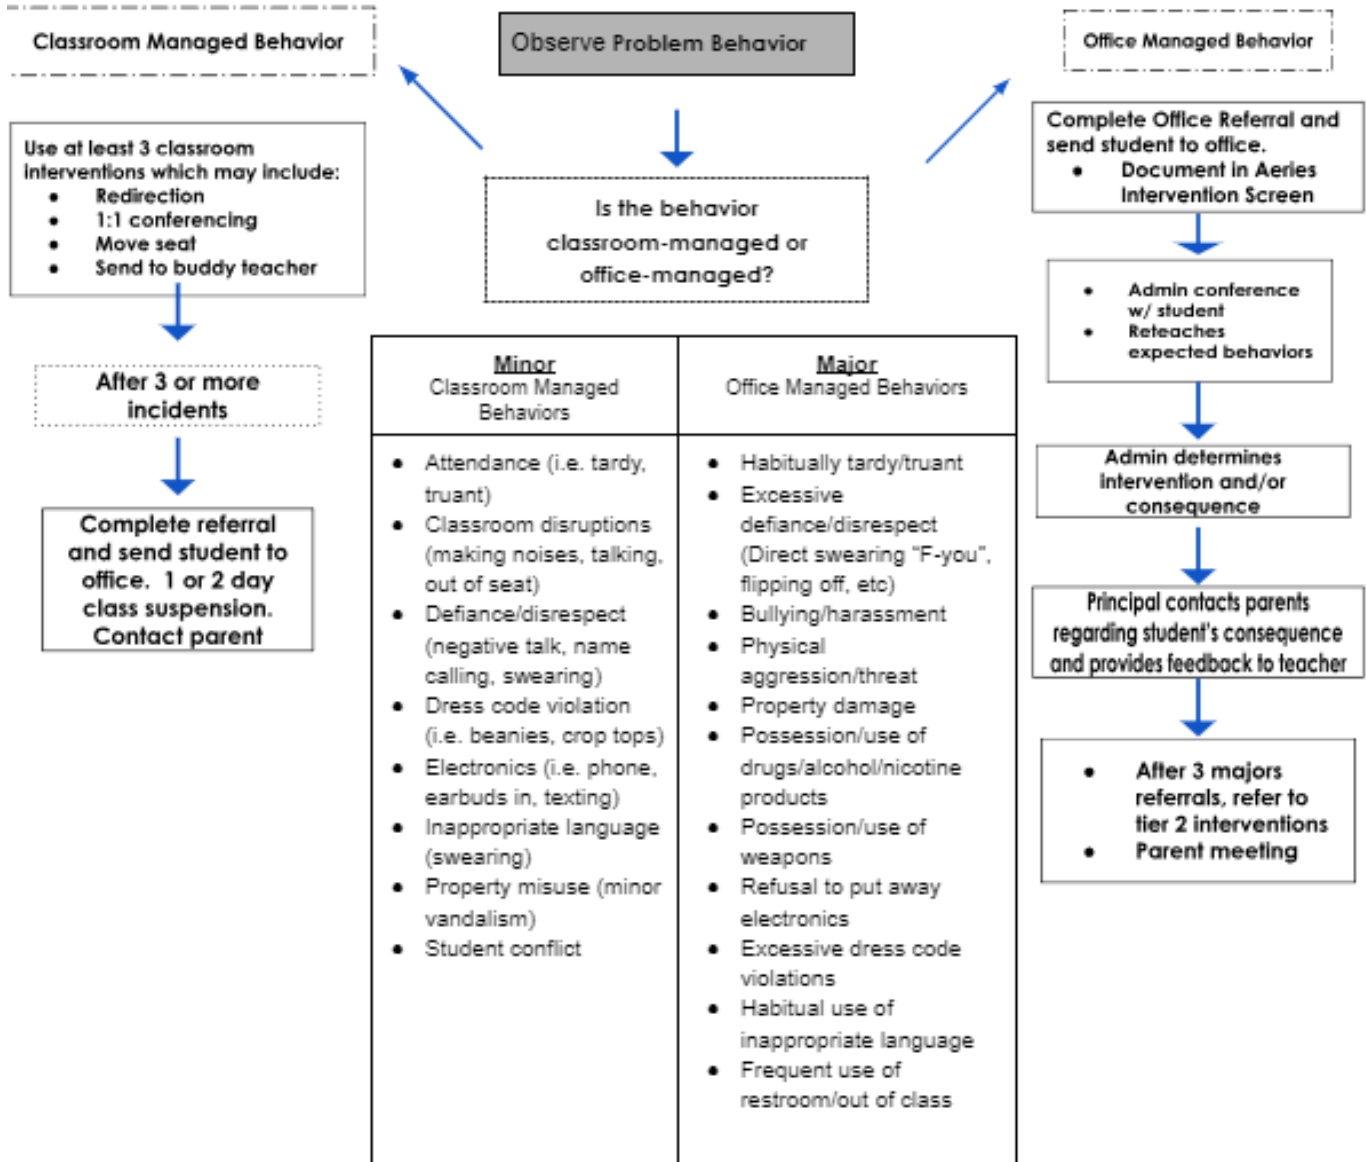 Classroom Managed Behavior
Observe Problem Behavior
Office Managed Behavior
Use at least 3 classroom
interventions which may include:
● Redirection
● 1:1 conferencing
● Move seat
● Send to buddy teacher
After 3 or more
incidents
Complete referral
and send student to
office. 1 or 2 day
class suspension.
Contact parent
Is the behavior
classroom-managed or
office-managed?
Minor
Classroom Managed
Behaviors
● Attendance (i.e. tardy,
truant)
● Classroom disruptions
(making noises, talking,
out of seat)
● Defiance/disrespect
(negative talk, name
calling, swearing)
● Dress code violation
(i.e. beanies, crop tops)
● Electronics (i.e. phone,
earbuds in, texting)
● Inappropriate language
(swearing)
● Property misuse (minor
vandalism)
● Student conflict
Major
Office Managed Behaviors
● Habitually tardy/truant
● Excessive
defiance/disrespect
(Direct swearing "F-you",
flipping off, etc)
● Bullying/harassment
● Physical
aggression/threat
● Property damage
● Possession/use of
drugs/alcohol/nicotine
products
● Possession/use of
weapons
● Refusal to put away
electronics
● Excessive dress code
violations
● Habitual use of
inappropriate language
● Frequent use of
restroom/out of class
Complete Office Referral and
send student to office.
● Document in Aeries
Intervention Screen
● Admin conference
w/ student
● Reteaches
expected behaviors
Admin determines
intervention and/or
consequence
Principal contacts parents
regarding student's consequence
and provides feedback to teacher
● After 3 majors
referrals, refer to
tier 2 interventions
● Parent meeting